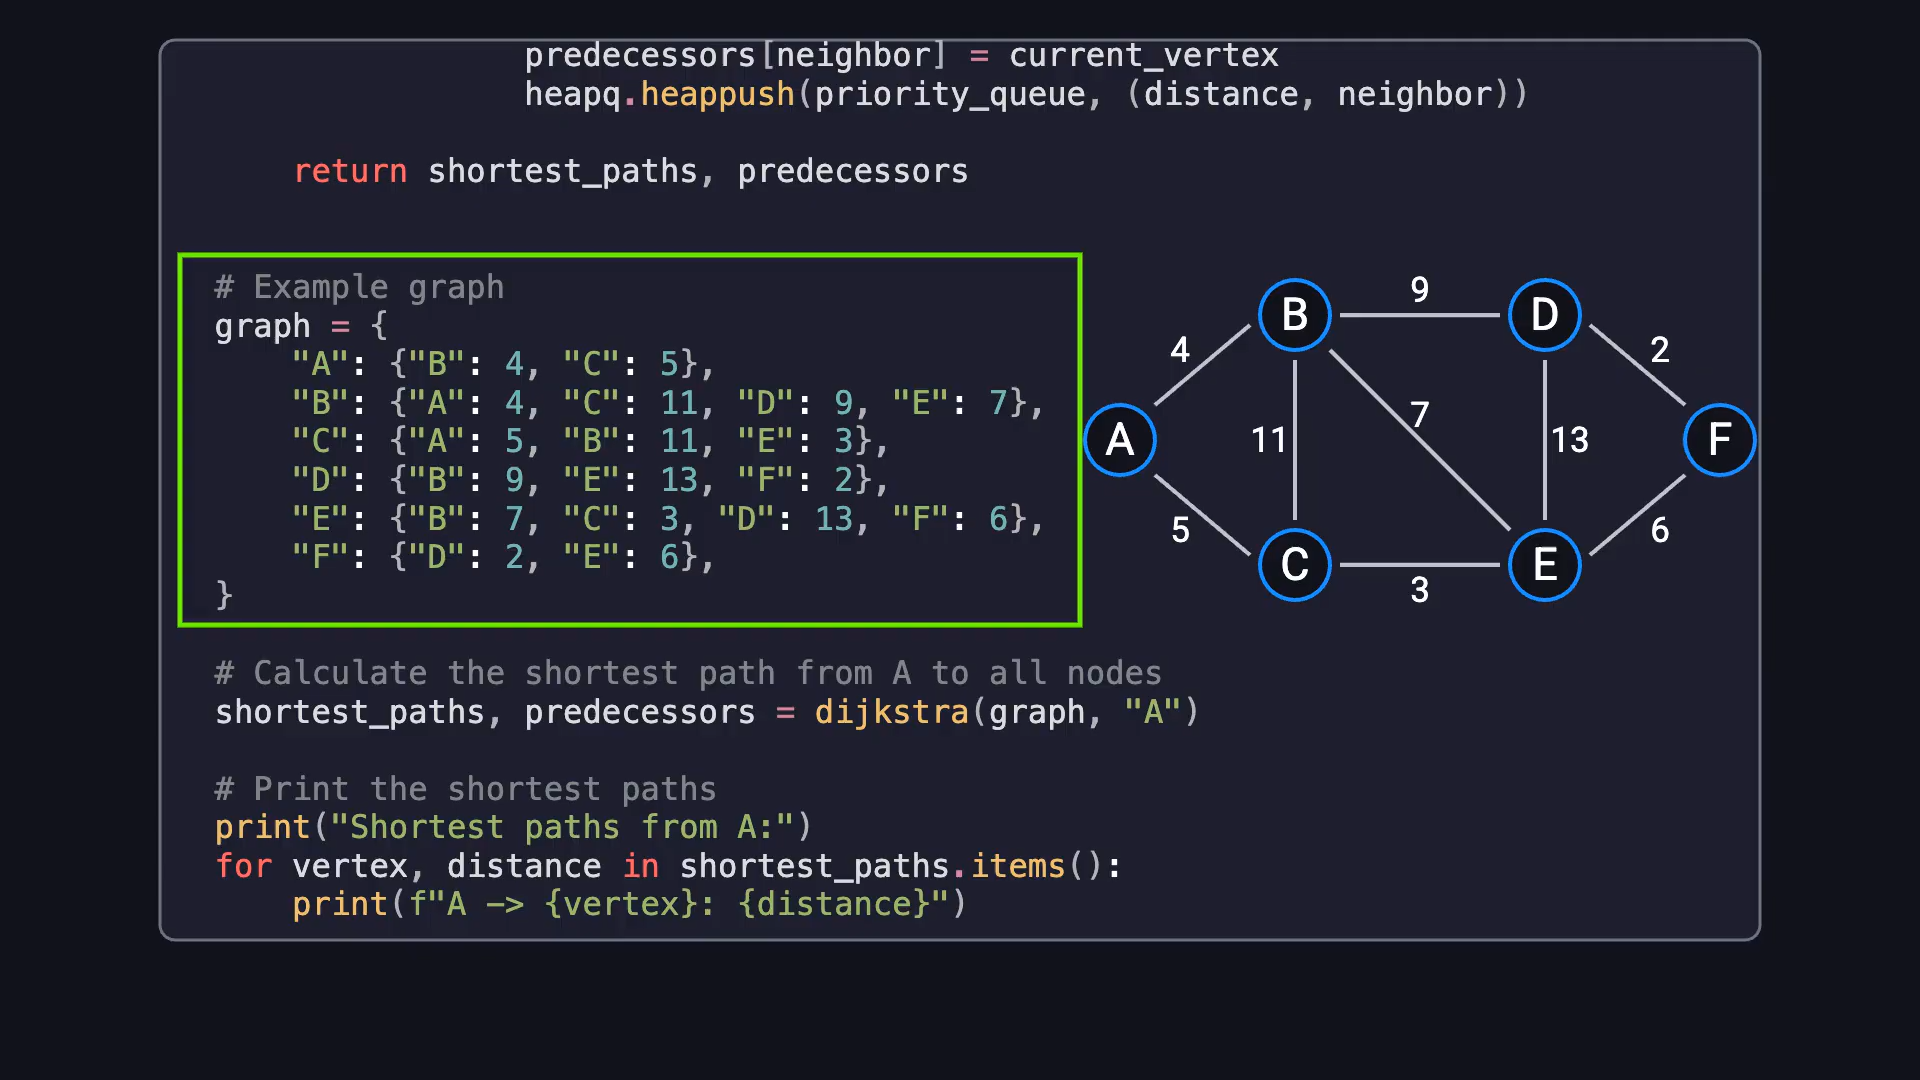 predecessors[neighbor] = current_vertex
heapq.heappush(priority_queue, (distance, neighbor))
return shortest_paths, predecessors
# Example graph
graph = {
"A": {"B": 4, "C": 5},
"B": {"A": 4, "C": 11, "D": 9, "E": 7},
"C": {"A": 5, "B": 11, "E": 3},
"D": {"B": 9, "E": 13, "F": 2},
"E": {"B": 7, "C": 3, "D": 13, "F": 6},
"F": {"D": 2, "E": 6},
}
# Calculate the shortest path from A to all nodes
shortest_paths, predecessors = dijkstra(graph, "A")
# Print the shortest paths
print("Shortest paths from A:")
for vertex, distance in shortest_paths.items():
print(f"A -> {vertex}: {distance}")
9
B D
4 2
7
A 11 13 F
5 6
C E
3